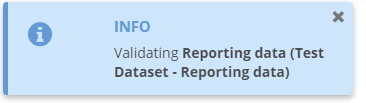 INFO
Validating Reporting data (Test
Dataset - Reporting data)